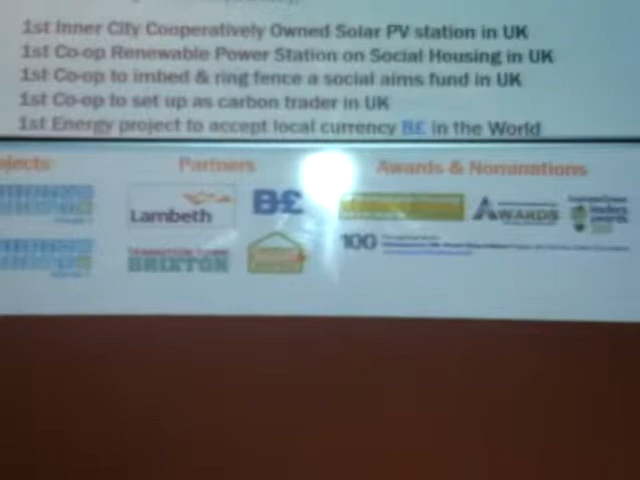 1st Inner City Cooperatively Owned Solar PV station in UK
1st Co-op Renewable Power Station on Social Housing in UK
1st Co-op to imbed & ring fence a social aims fund in UK
1st Co-op to set up as carbon trader in UK
1st Energy project to accept local currency B£ in the World
ojects
Partners
Awards & Nominations
Lambeth
B£
AWARDS
TRANSITION TOWN
BRIXTON
100